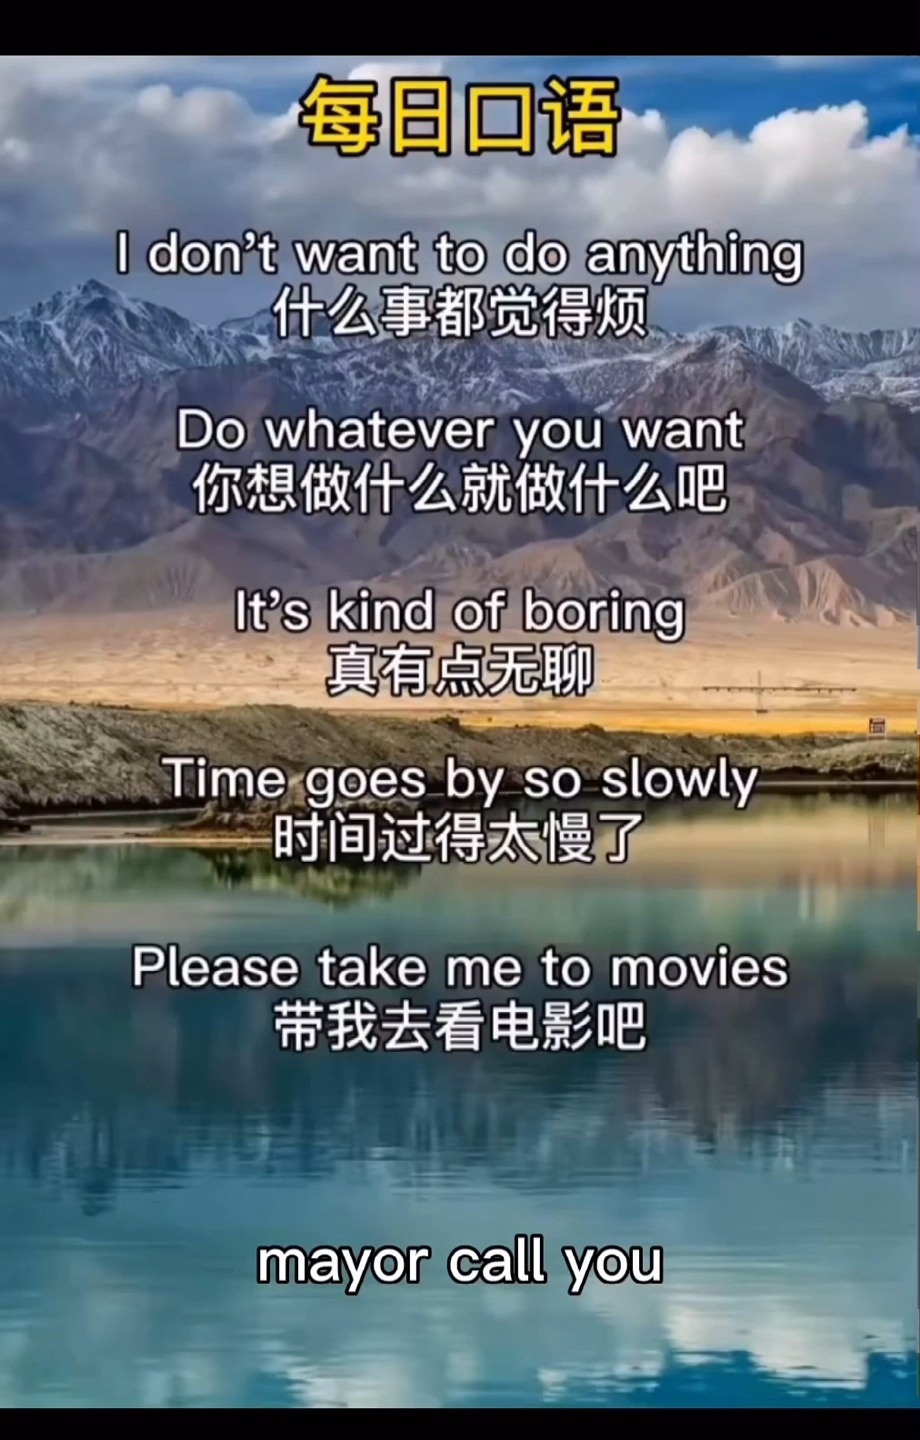 每日口语
I don't want to do anything
什么事都觉得烦
Do whatever you want
你想做什么就做什么吧
It's kind of boring
真有点无聊
Time goes by so slowly
时间过得太慢了
Please take me to movies
带我去看电影吧
mayor call you